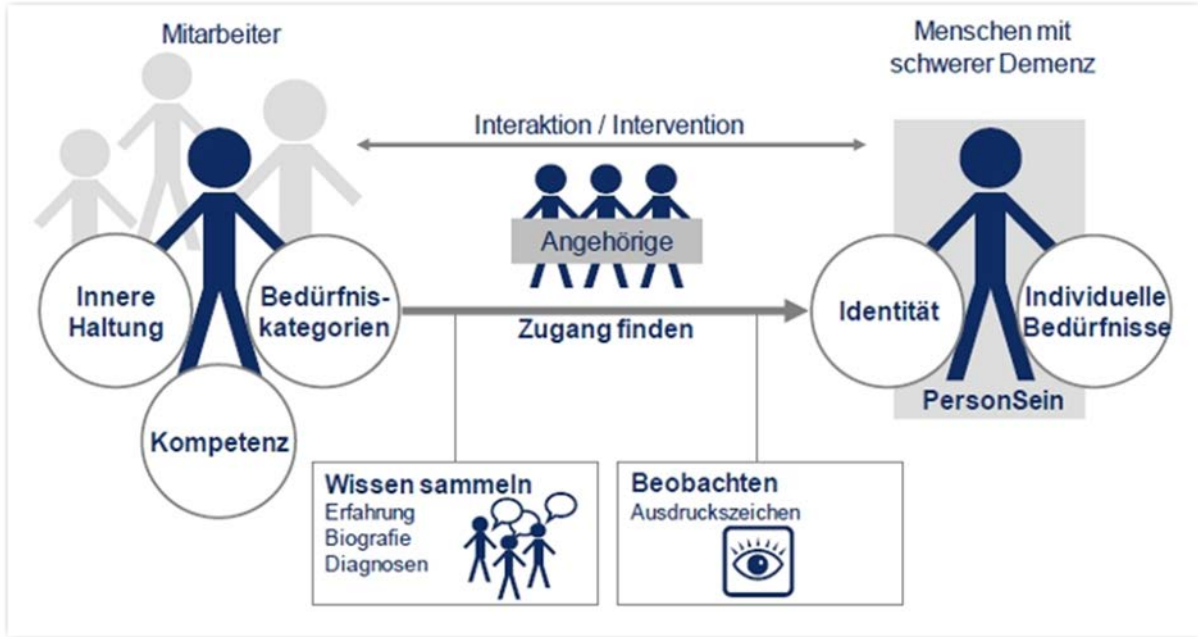 Mitarbeiter
Menschen mit
schwerer Demenz
Interaktion / Intervention
Angehörige
Innere
Haltung
Bedürfnis-
kategorien
Kompetenz
Zugang finden
Identität
Individuelle
Bedürfnisse
PersonSein
Wissen sammeln
Erfahrung
Biografie
Diagnosen
Beobachten
Ausdruckszeichen